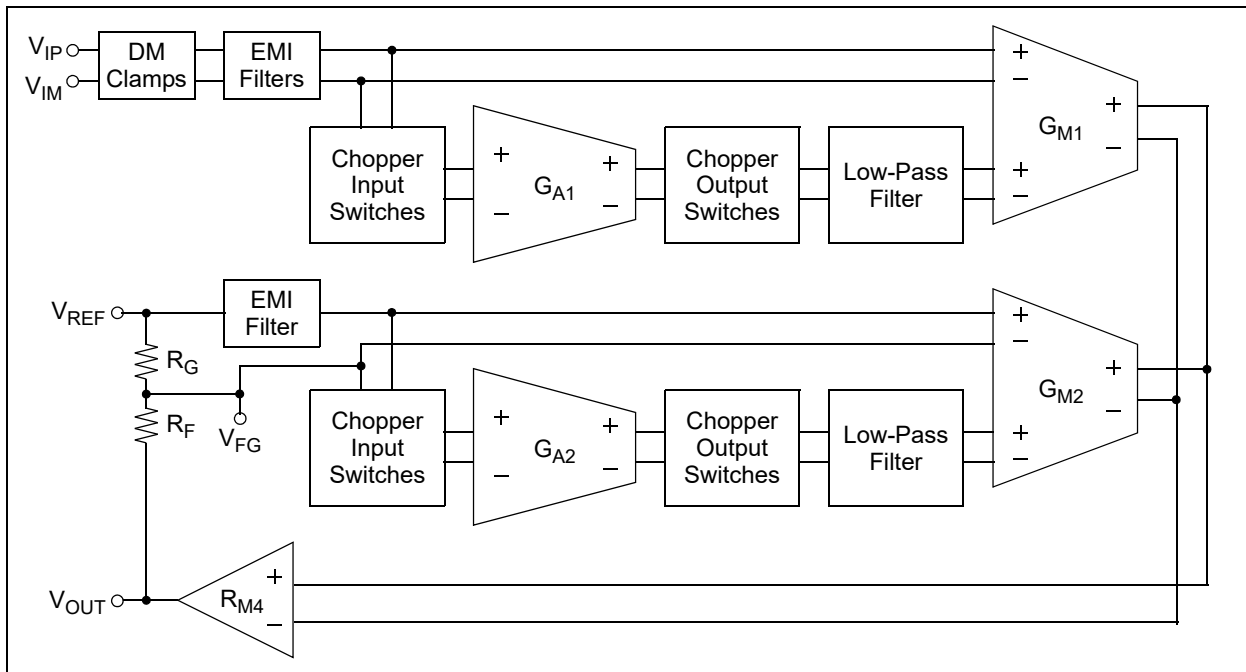 V_IP
V_IM
DM
Clamps
EMI
Filters
+
−
+
−
G_M1
+
−
Chopper
Input
Switches
+
−
G_A1
+
−
Chopper
Output
Switches
Low-Pass
Filter
V_REF
EMI
Filter
R_G
R_F
V_FG
+
−
+
−
G_M2
+
−
Chopper
Input
Switches
+
−
G_A2
+
−
Chopper
Output
Switches
Low-Pass
Filter
V_OUT
R_M4
+
−